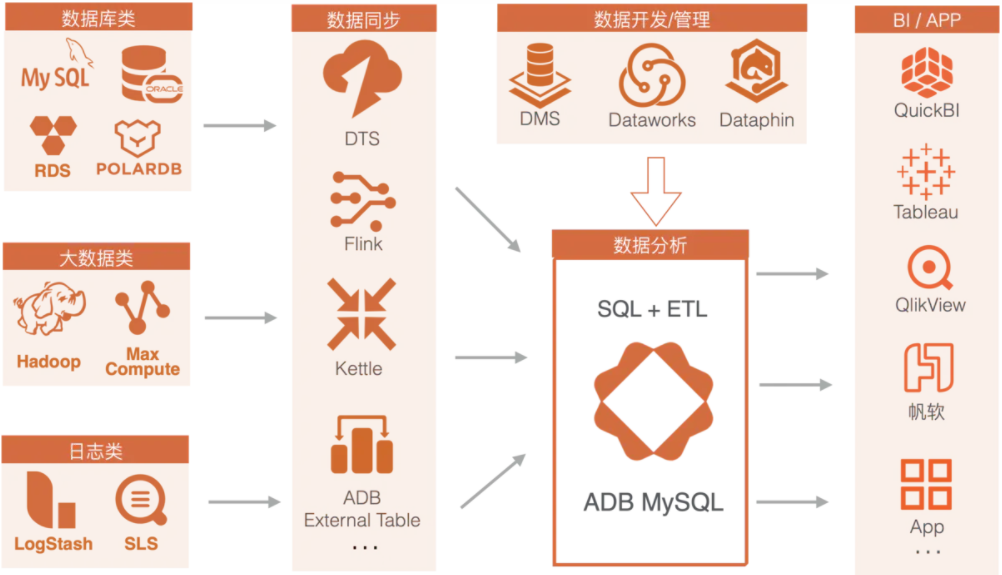 数据库类
My SQL
ORACLE
RDS
POLARDB
大数据类
Hadoop
Max
Compute
日志类
LogStash
SLS
数据同步
DTS
Flink
Kettle
ADB
External Table
...
数据开发/管理
DMS
Dataworks
Dataphin
数据分析
SQL + ETL
ADB MySQL
BI / APP
QuickBI
Tableau
QlikView
帆软
App
...